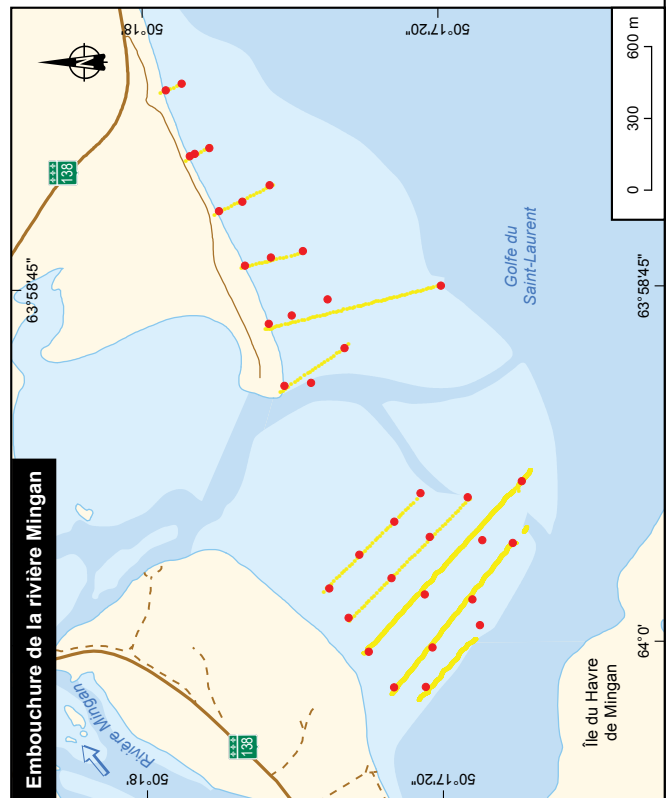 Embouchure de la rivière Mingan
63°58'45"
50°18'
N
138
50°18'
Rivière Mingan
138
50°17'20"
50°17'20"
Golfe du
Saint-Laurent
Île du Havre
de Mingan
64°0'
63°58'45"
0 300 600 m